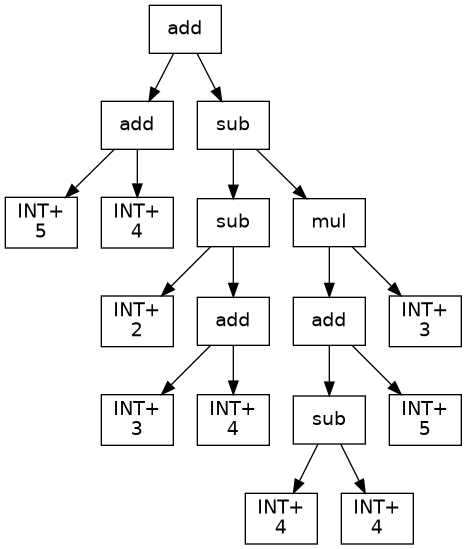 add
add
sub
INT+
5
INT+
4
sub
mul
INT+
2
add
add
INT+
3
INT+
3
INT+
4
sub
INT+
5
INT+
4
INT+
4